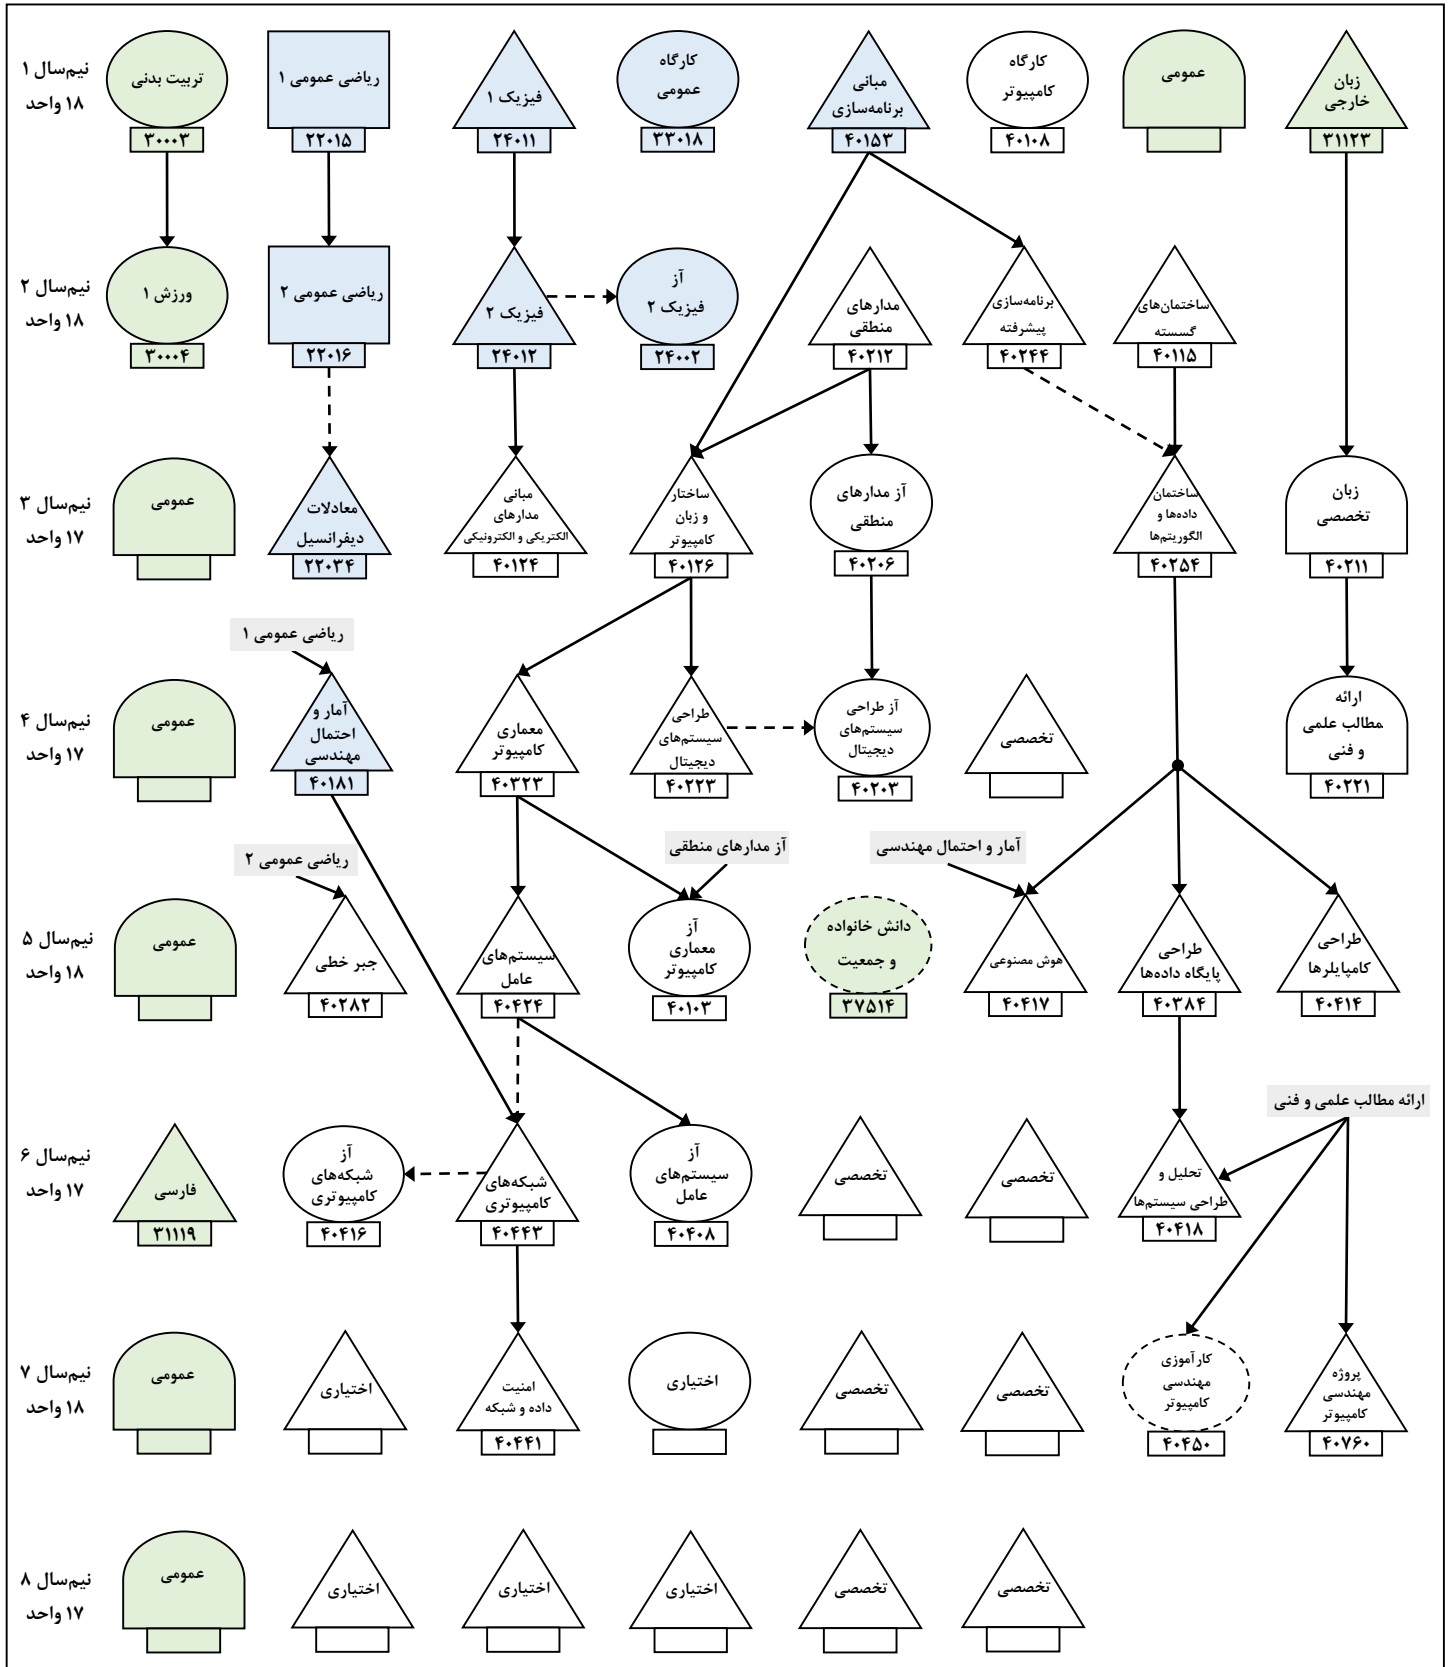 نیم‌سال ۱
۱۸ واحد
تربیت بدنی
۳۰۰۰۳
ریاضی عمومی ۱
۲۲۰۱۵
فیزیک ۱
۲۴۰۱۱
کارگاه
عمومی
۳۳۰۱۸
مبانی
برنامه‌سازی
۴۰۱۵۳
کارگاه
کامپیوتر
۴۰۱۰۸
عمومی
زبان
خارجی
۳۱۱۲۳
نیم‌سال ۲
۱۸ واحد
ورزش ۱
۳۰۰۰۴
ریاضی عمومی ۲
۲۲۰۱۶
فیزیک ۲
۲۴۰۱۲
آز
فیزیک ۲
۲۴۰۰۲
مدارهای
منطقی
۴۰۲۱۲
برنامه‌سازی
پیشرفته
۴۰۲۴۴
ساختمان‌های
گسسته
۴۰۱۱۵
نیم‌سال ۳
۱۷ واحد
عمومی
معادلات
دیفرانسیل
۲۲۰۳۴
مبانی
مدارهای
الکتریکی و الکترونیکی
۴۰۱۲۴
ساختار
و زبان
کامپیوتر
۴۰۱۲۶
آز مدارهای
منطقی
۴۰۲۰۶
ساختمان
داده‌ها و
الگوریتم‌ها
۴۰۲۵۴
زبان
تخصصی
۴۰۲۱۱
ریاضی عمومی ۱
نیم‌سال ۴
۱۷ واحد
عمومی
آمار و
احتمال
مهندسی
۴۰۱۸۱
معماری
کامپیوتر
۴۰۳۲۳
طراحی
سیستم‌های
دیجیتال
۴۰۲۲۳
آز طراحی
سیستم‌های
دیجیتال
۴۰۲۰۳
تخصصی
ارائه
مطالب علمی
و فنی
۴۰۲۲۱
ریاضی عمومی ۲
آز مدارهای منطقی
آمار و احتمال مهندسی
نیم‌سال ۵
۱۸ واحد
عمومی
جبر خطی
۴۰۲۸۲
سیستم‌های
عامل
۴۰۴۲۴
آز
معماری
کامپیوتر
۴۰۱۰۳
دانش خانواده
و جمعیت
۳۷۵۱۴
هوش مصنوعی
۴۰۴۱۷
طراحی
پایگاه داده‌ها
۴۰۳۸۴
طراحی
کامپایلرها
۴۰۴۱۴
ارائه مطالب علمی و فنی
نیم‌سال ۶
۱۷ واحد
فارسی
۳۱۱۱۹
آز
شبکه‌های
کامپیوتری
۴۰۴۱۶
شبکه‌های
کامپیوتری
۴۰۴۴۳
آز
سیستم‌های
عامل
۴۰۴۰۸
تخصصی
تخصصی
تحلیل و
طراحی سیستم‌ها
۴۰۴۱۸
نیم‌سال ۷
۱۸ واحد
عمومی
اختیاری
امنیت
داده و شبکه
۴۰۴۴۱
اختیاری
تخصصی
تخصصی
کارآموزی
مهندسی
کامپیوتر
۴۰۴۵۰
پروژه
مهندسی
کامپیوتر
۴۰۷۶۰
نیم‌سال ۸
۱۷ واحد
عمومی
اختیاری
اختیاری
اختیاری
تخصصی
تخصصی